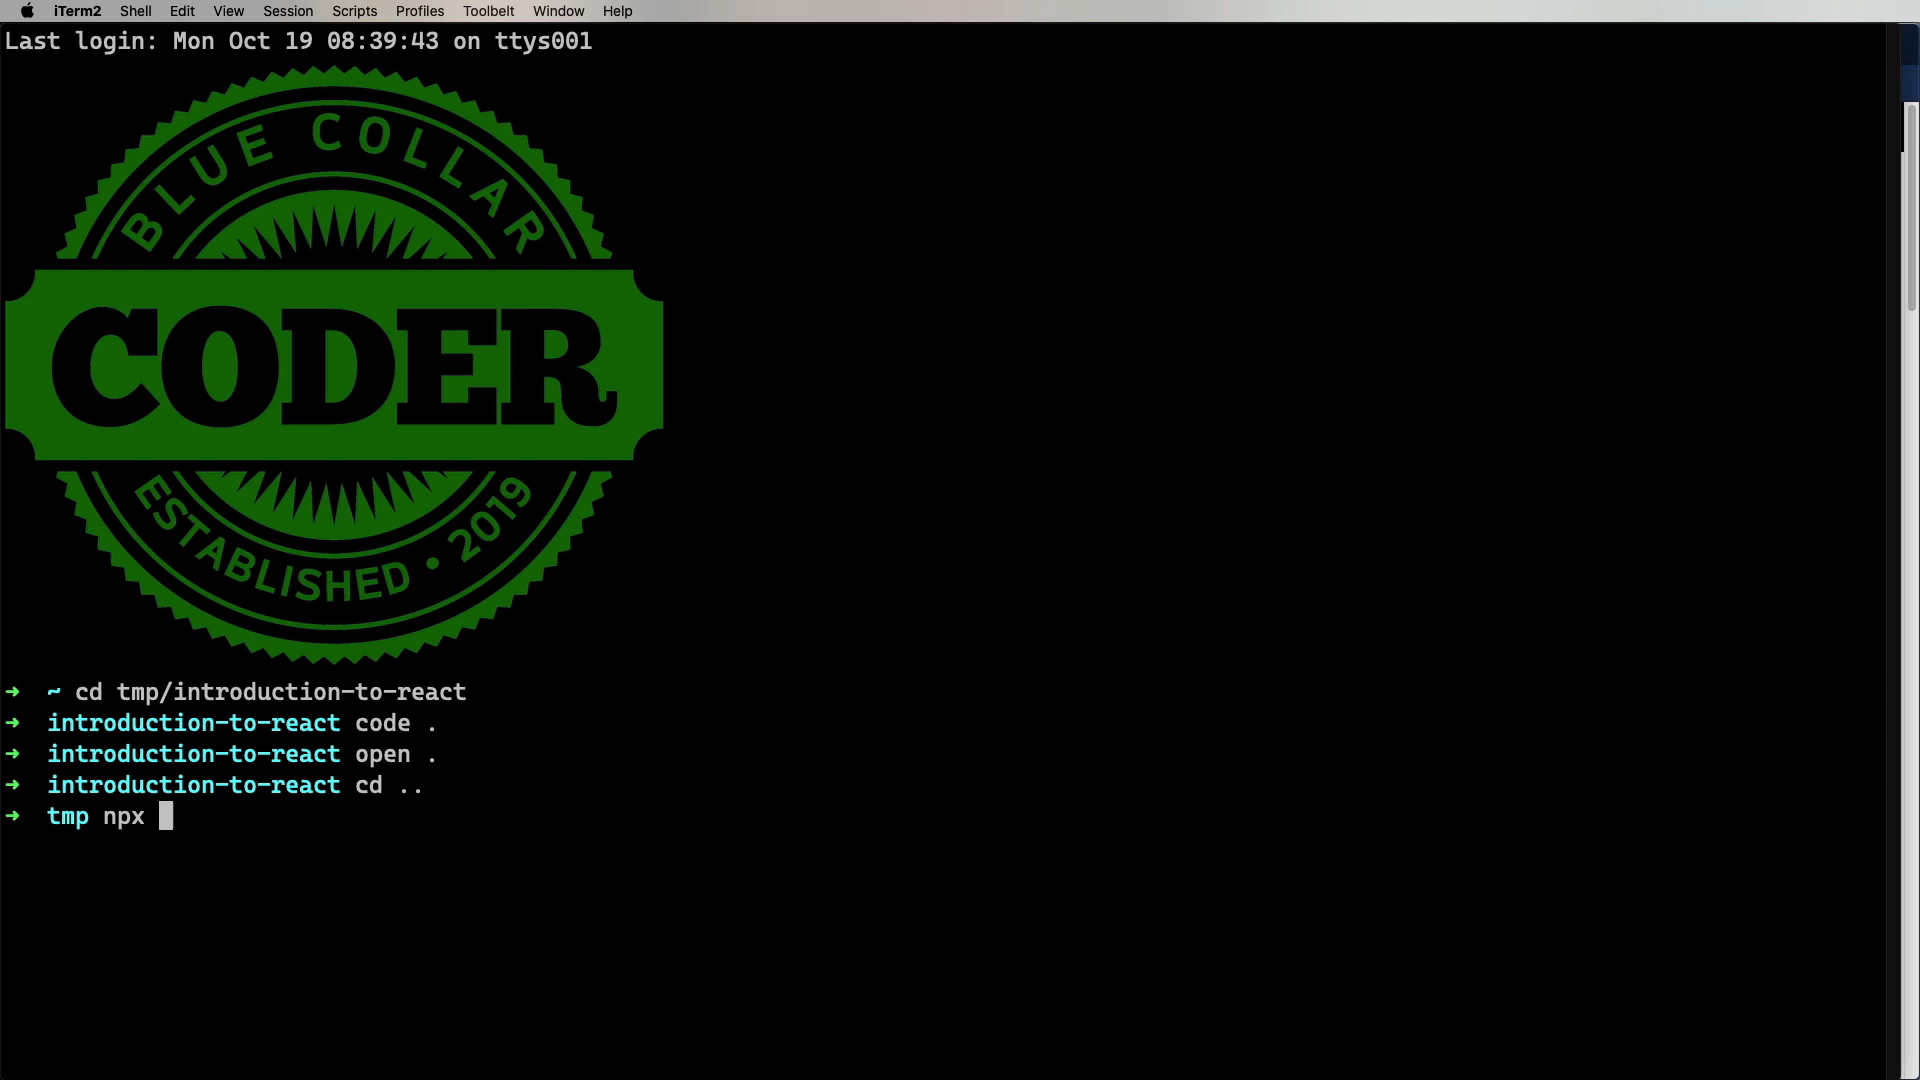 iTerm2 Shell Edit View Session Scripts Profiles Toolbelt Window Help
Last login: Mon Oct 19 08:39:43 on ttys001
BLUE COLLAR
CODER
ESTABLISHED • 2019
➜ ~ cd tmp/introduction-to-react
➜ introduction-to-react code .
➜ introduction-to-react open .
➜ introduction-to-react cd ..
➜ tmp npx